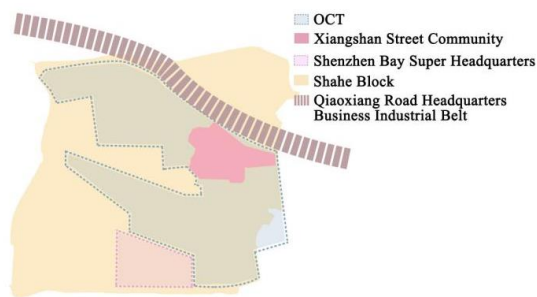 OCT
Xiangshan Street Community
Shenzhen Bay Super Headquarters
Shahe Block
Qiaoxiang Road Headquarters
Business Industrial Belt